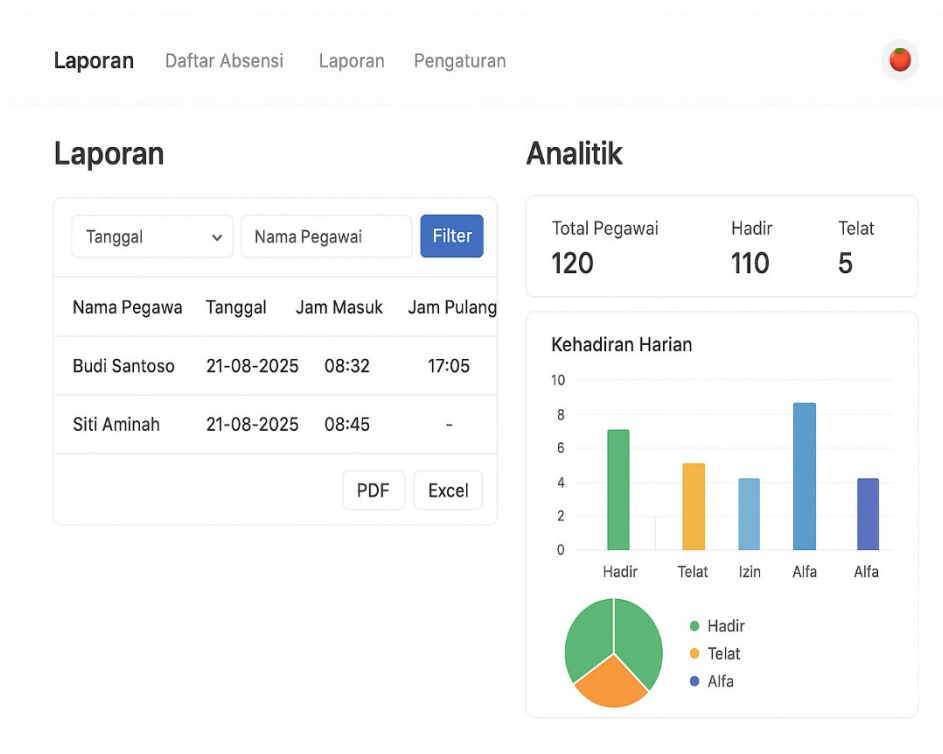 Laporan Daftar Absensi Laporan Pengaturan
Laporan
Tanggal Nama Pegawai Filter
Nama Pegawa Tanggal Jam Masuk Jam Pulang
Budi Santoso 21-08-2025 08:32 17:05
Siti Aminah 21-08-2025 08:45 -
PDF Excel
Analitik
Total Pegawai Hadir Telat
120 110 5
Kehadiran Harian
10
8
6
4
2
0
Hadir Telat Izin Alfa Alfa
Hadir
Telat
Alfa